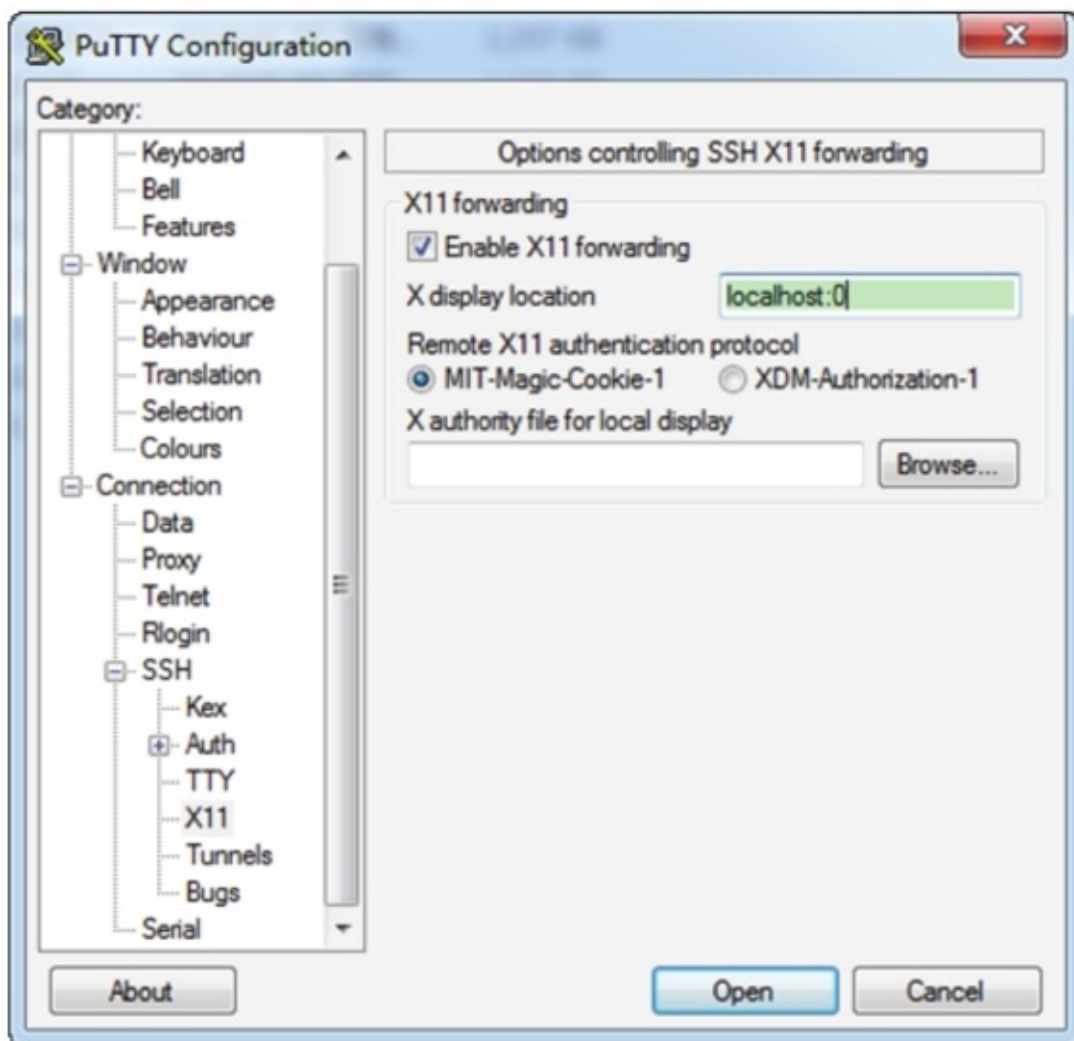 PuTTY Configuration
Category:
Keyboard
Bell
Features
Window
Appearance
Behaviour
Translation
Selection
Colours
Connection
Data
Proxy
Telnet
Rlogin
SSH
Kex
Auth
TTY
X11
Tunnels
Bugs
Serial
Options controlling SSH X11 forwarding
X11 forwarding
Enable X11 forwarding
X display location localhost:0
Remote X11 authentication protocol
MIT-Magic-Cookie-1 XDM-Authorization-1
X authority file for local display
Browse...
About Open Cancel